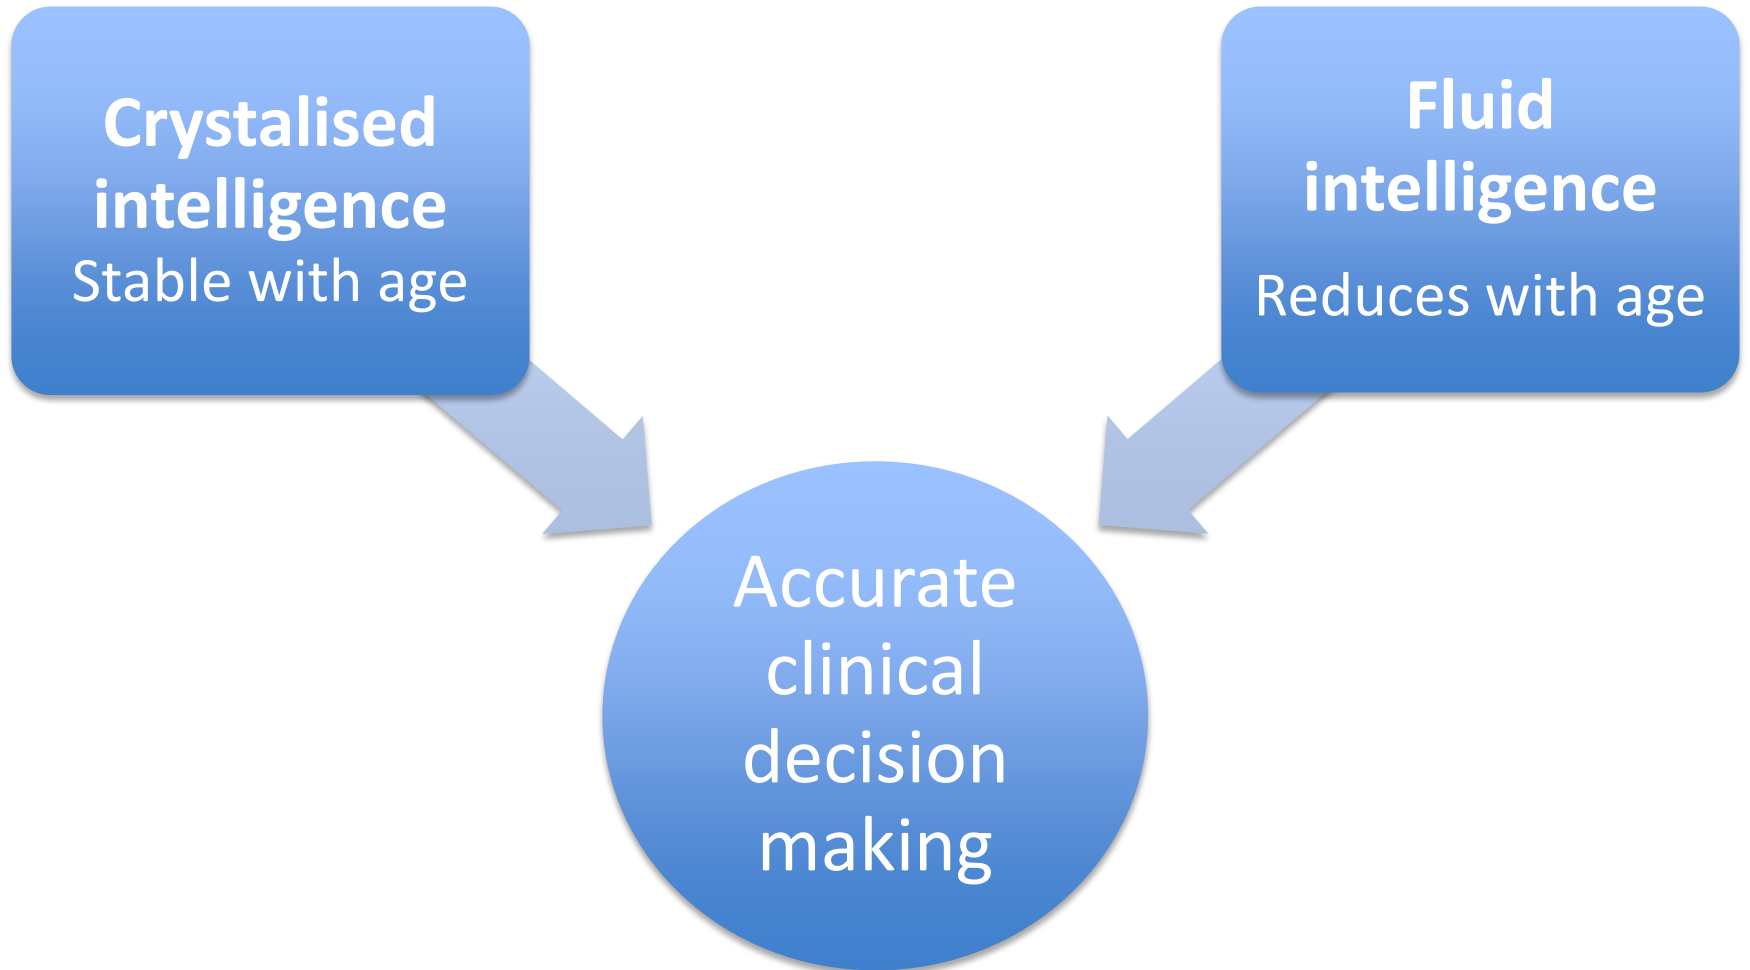 Crystalised
intelligence
Stable with age
Fluid
intelligence
Reduces with age
Accurate
clinical
decision
making